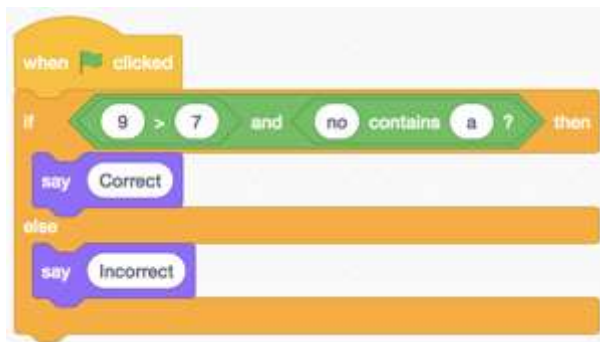 when clicked
if 9 > 7 and no contains a ? then
say Correct
else
say Incorrect